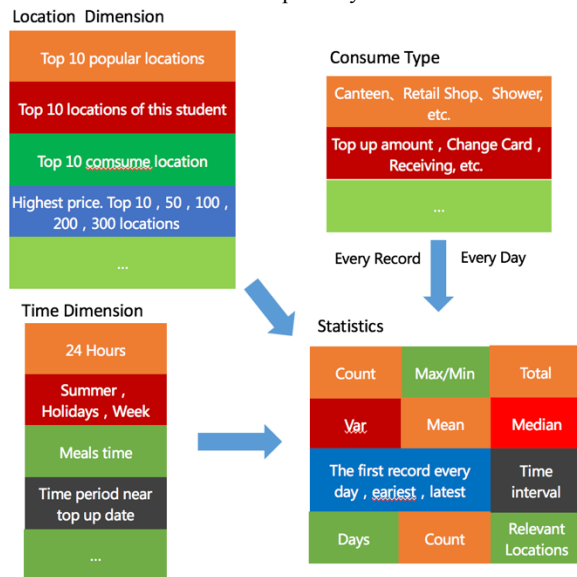 Location Dimension
Top 10 popular locations
Top 10 locations of this student
Top 10 comsume location
Highest price. Top 10 , 50 , 100 ,
200 , 300 locations
...
Consume Type
Canteen、Retail Shop、Shower,
etc.
Top up amount , Change Card ,
Receiving, etc.
...
Every Record Every Day
Time Dimension
24 Hours
Summer ,
Holidays , Week
Meals time
Time period near
top up date
...
Statistics
Count Max/Min Total
Var Mean Median
The first record every
day , eariest , latest
Time
interval
Days Count Relevant
Locations